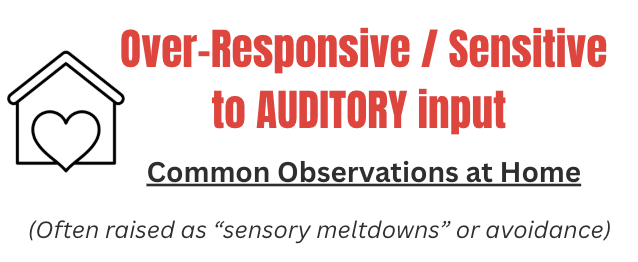 Over-Responsive / Sensitive
to AUDITORY input
Common Observations at Home
(Often raised as “sensory meltdowns” or avoidance)